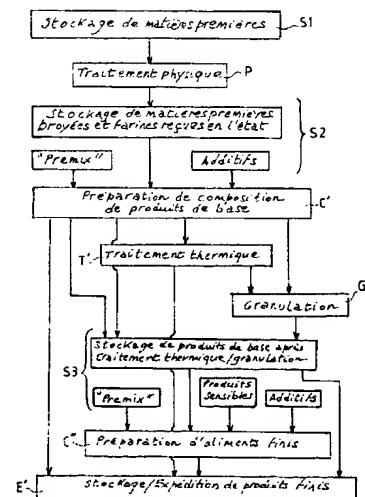 Stockage de matières premières
S1
Traitement physique
P
Stockage de matières premières
broyées et farines reçues en l'état
S2
"Premix"
Additifs
Préparation de composition
de produits de base
C'
T'
Traitement thermique
G
Granulation
Stockage de produits de base après
traitement thermique/granulation
S3
"Premix"
Produits
sensibles
Additifs
C"
Préparation d'aliments finis
E'
Stockage/Expédition de produits finis